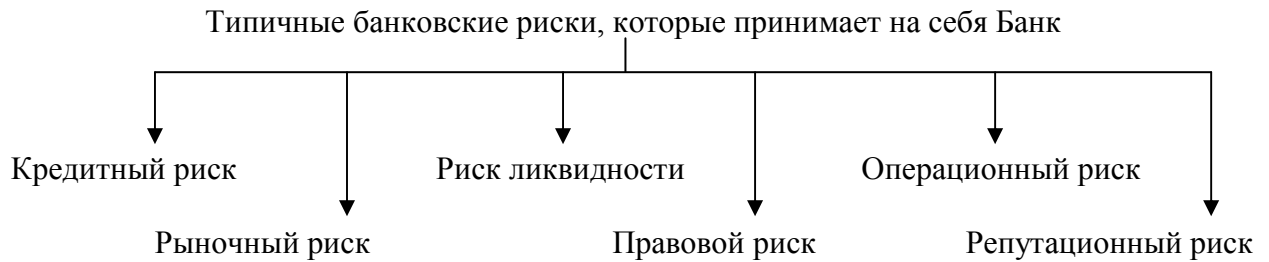 Типичные банковские риски, которые принимает на себя Банк
Кредитный риск
Риск ликвидности
Операционный риск
Рыночный риск
Правовой риск
Репутационный риск